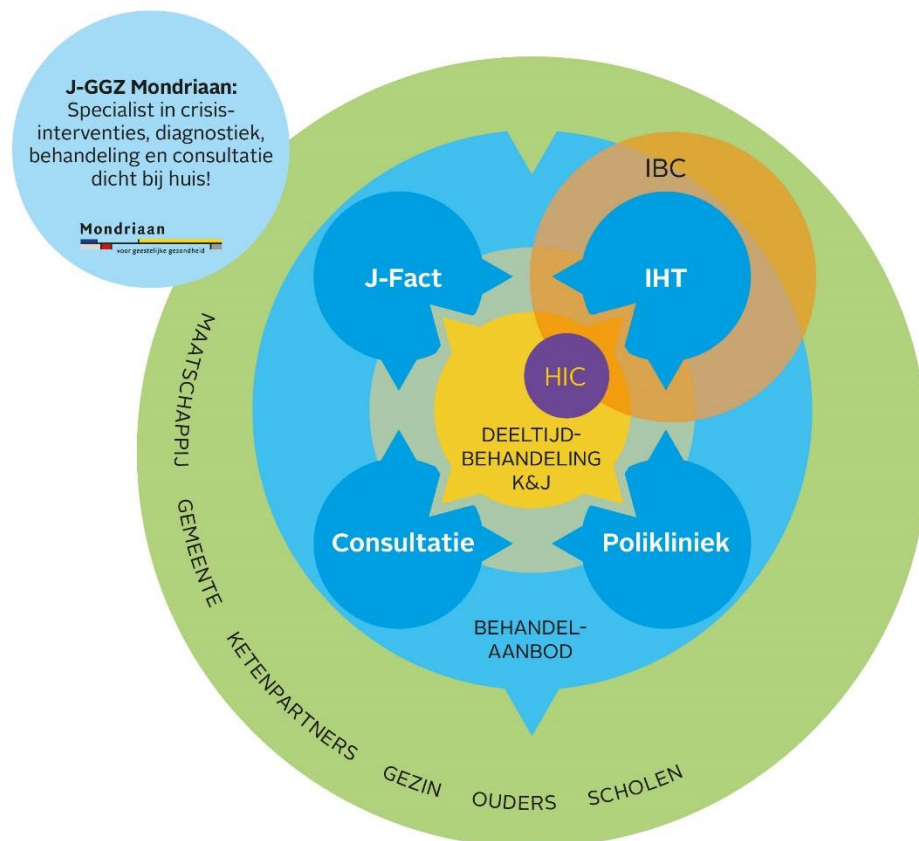 J-GGZ Mondriaan:
Specialist in crisis-
interventies, diagnostiek,
behandeling en consultatie
dicht bij huis!
Mondriaan
voor geestelijke gezondheid
IBC
J-Fact
IHT
HIC
DEELTIJD-
BEHANDELING
K&J
Consultatie
Polikliniek
BEHANDEL-
AANBOD
MAATSCHAPPIJ
GEMEENTE
KETENPARTNERS
GEZIN
OUDERS
SCHOLEN